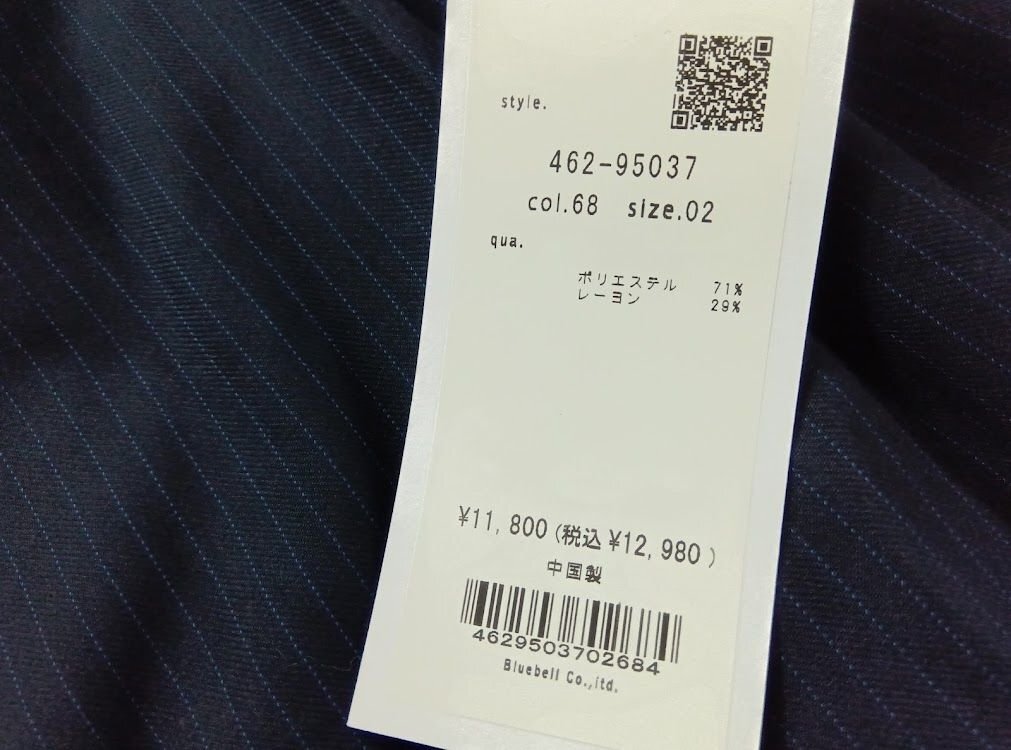 style.
462-95037
col.68 size.02
qua.
ポリエステル 71%
レーヨン 29%
¥11,800(税込¥12,980)
中国製
4629503702684
Bluebell Co.,ltd.